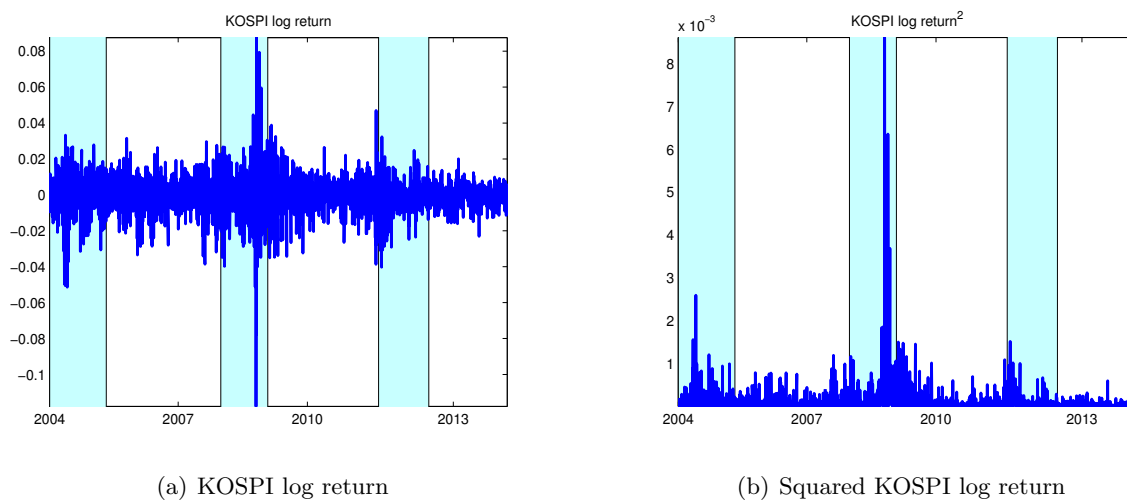 KOSPI log return
0.08
0.06
0.04
0.02
0
−0.02
−0.04
−0.06
−0.08
−0.1
2004 2007 2010 2013
(a) KOSPI log return
KOSPI log return²
x 10⁻³
8
7
6
5
4
3
2
1
2004 2007 2010 2013
(b) Squared KOSPI log return